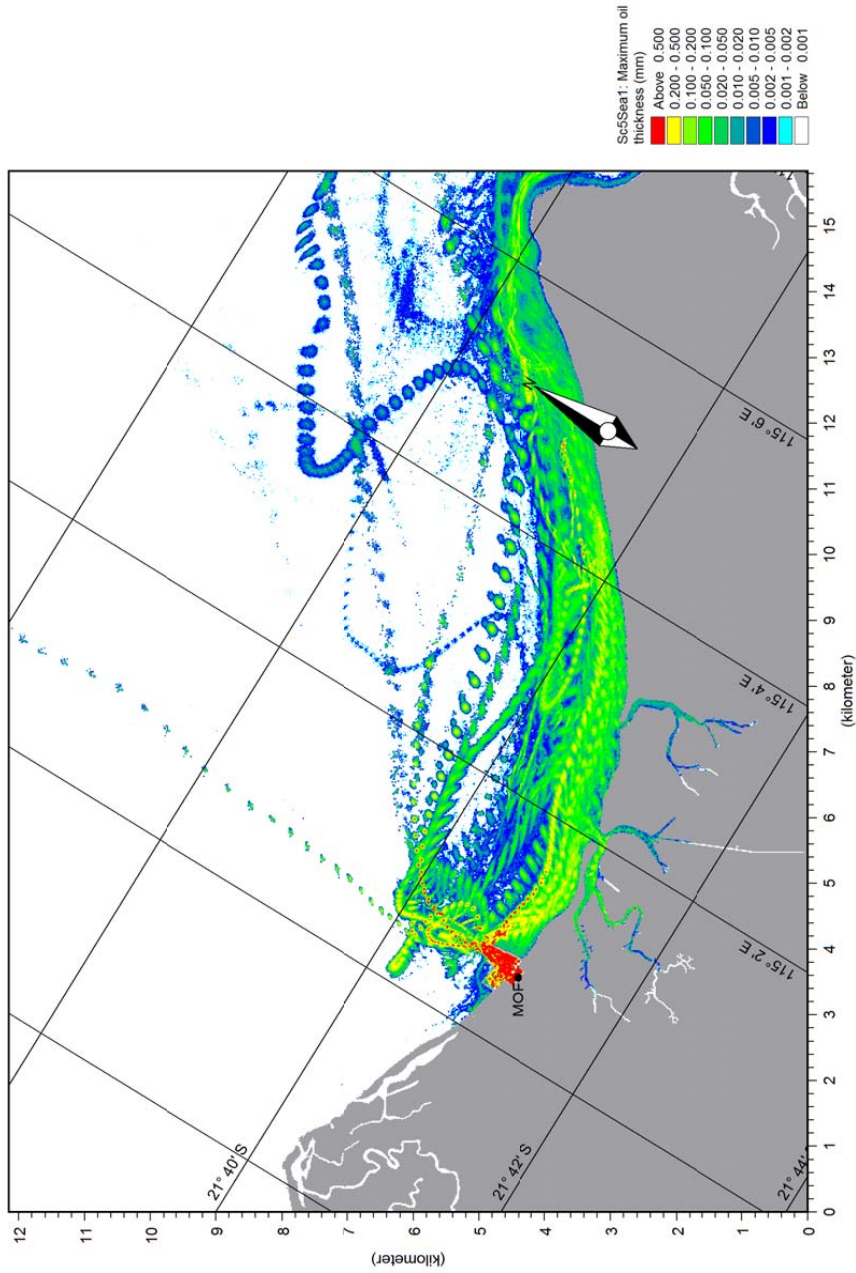 Sc5Sea1: Maximum oil
thickness (mm)
Above 0.500
0.200 - 0.500
0.100 - 0.200
0.050 - 0.100
0.020 - 0.050
0.010 - 0.020
0.005 - 0.010
0.002 - 0.005
0.001 - 0.002
Below 0.001
12
11
10
9
8
7
6
5
4
3
2
1
0
(kilometer)
21° 40' S
21° 42' S
21° 44'
MOF
N
115° 2' E
115° 4' E
115° 6' E
0
1
2
3
4
5
6
7
8
9
10
11
12
13
14
15
(kilometer)